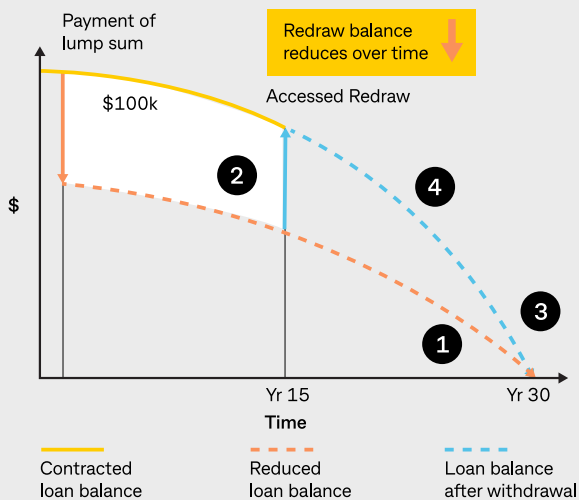 Payment of
lump sum
Redraw balance
reduces over time
Accessed Redraw
$100k
2
4
$
3
1
Yr 15
Yr 30
Time
Contracted
loan balance
Reduced
loan balance
Loan balance
after withdrawal